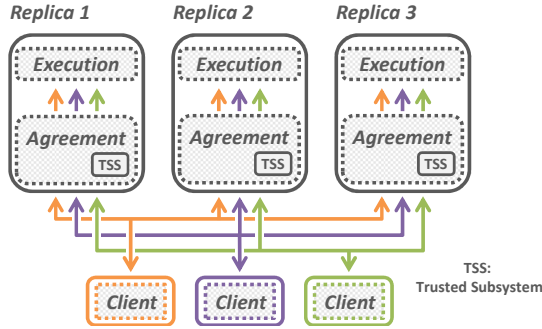 Replica 1 Replica 2 Replica 3
Execution Execution Execution
Agreement Agreement Agreement
TSS TSS TSS
TSS:
Trusted Subsystem
Client Client Client